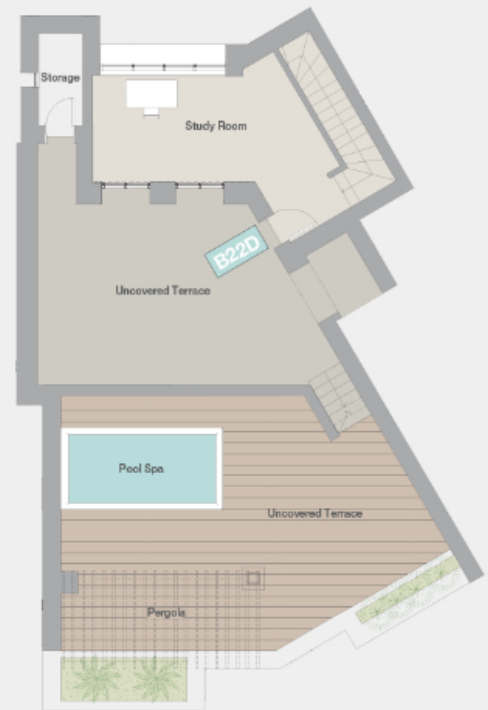 Storage
Study Room
B22D
Uncovered Terrace
Pool Spa
Uncovered Terrace
Pergola